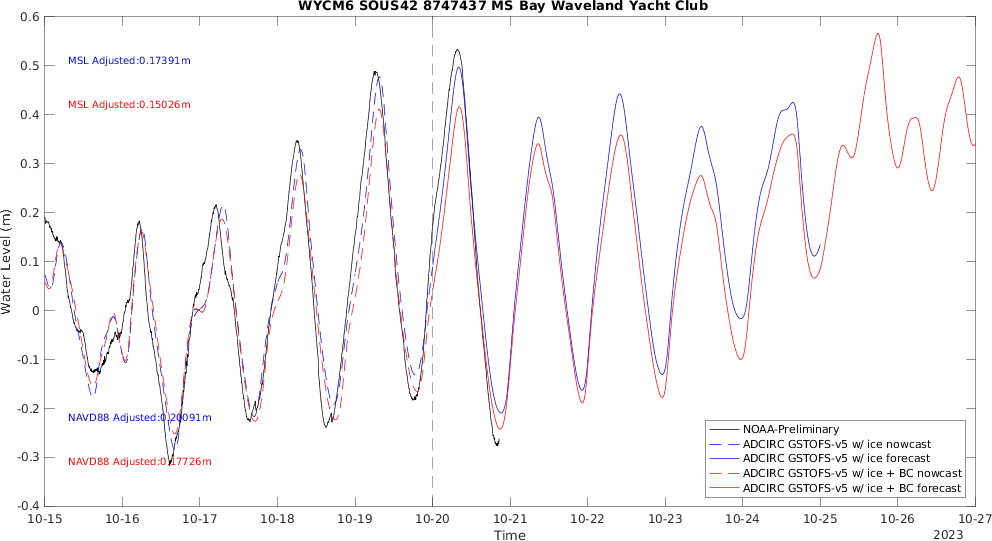 WYCM6 SOUS42 8747437 MS Bay Waveland Yacht Club
0.6
0.5
0.4
0.3
0.2
0.1
0
-0.1
-0.2
-0.3
-0.4
Water Level (m)
MSL Adjusted:0.17391m
MSL Adjusted:0.15026m
NAVD88 Adjusted:0.20091m
NAVD88 Adjusted:0.17726m
NOAA-Preliminary
ADCIRC GSTOFS-v5 w/ ice nowcast
ADCIRC GSTOFS-v5 w/ ice forecast
ADCIRC GSTOFS-v5 w/ ice + BC nowcast
ADCIRC GSTOFS-v5 w/ ice + BC forecast
10-15 10-16 10-17 10-18 10-19 10-20 10-21 10-22 10-23 10-24 10-25 10-26 10-27
Time
2023